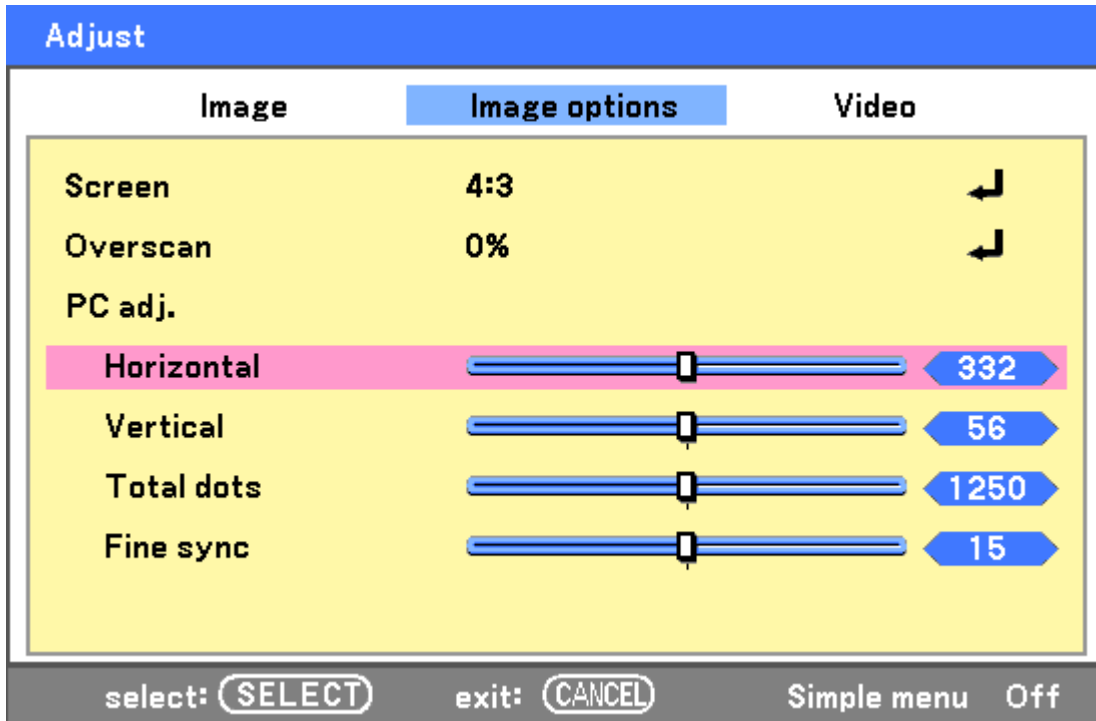 Adjust
Image Image options Video
Screen 4:3
Overscan 0%
PC adj.
Horizontal 332
Vertical 56
Total dots 1250
Fine sync 15
select: SELECT exit: CANCEL Simple menu Off